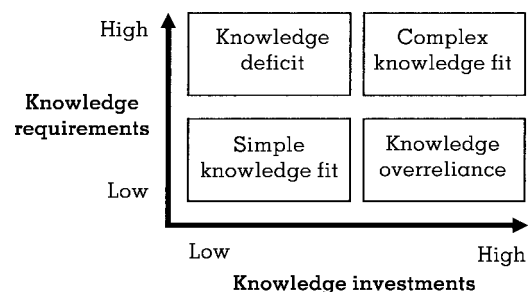 High
Knowledge
deficit
Complex
knowledge fit
Knowledge
requirements
Simple
knowledge fit
Knowledge
overreliance
Low
Low
High
Knowledge investments